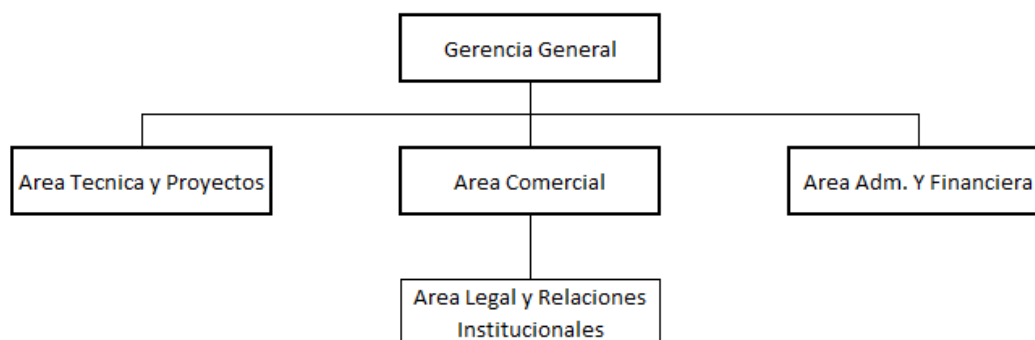 Gerencia General
Area Tecnica y Proyectos
Area Comercial
Area Adm. Y Financiera
Area Legal y Relaciones
Institucionales